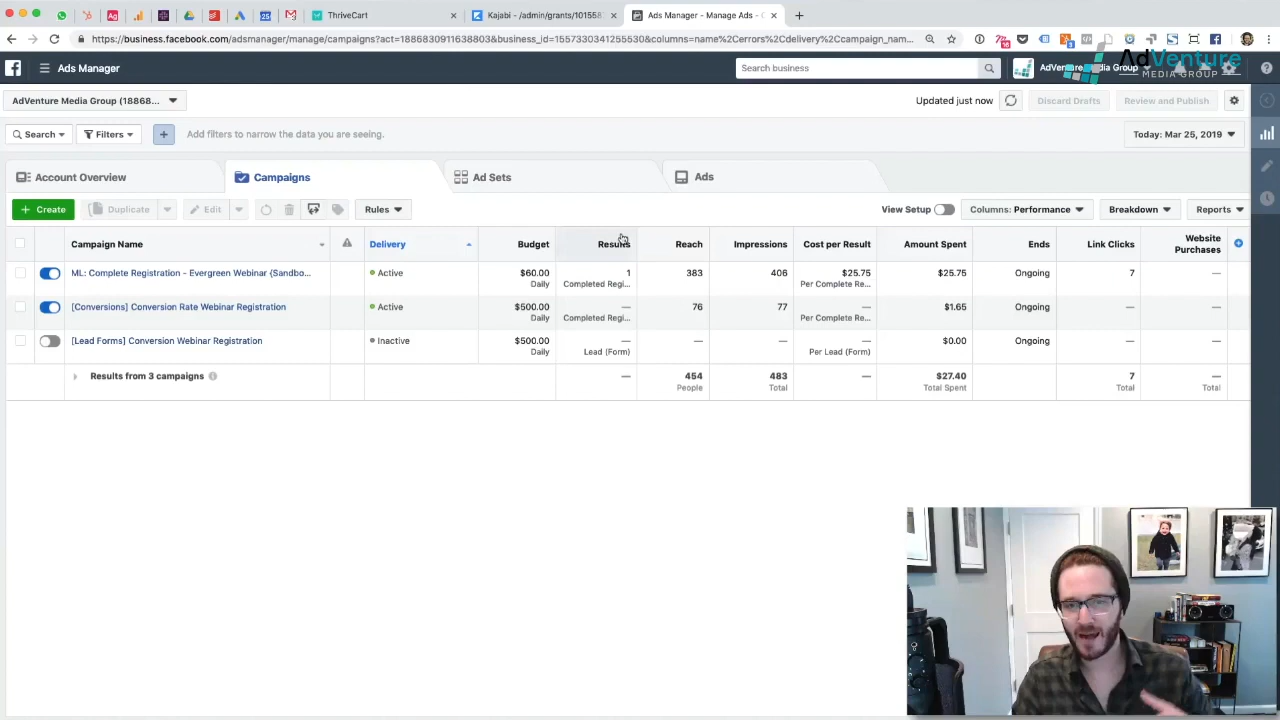 ThriveCart
Kajabi - /admin/grants/101558
Ads Manager - Manage Ads - C
https://business.facebook.com/adsmanager/manage/campaigns?act=1886830911638803&business_id=1557330341255530&columns=name%2Cerrors%2Cdelivery%2Ccampaign_nam...
Ads Manager
Search business
AdVenture Media Group
AdVenture
MEDIA GROUP
AdVenture Media Group (18868...
Updated just now
Discard Drafts
Review and Publish
Search
Filters
Add filters to narrow the data you are seeing.
Today: Mar 25, 2019
Account Overview
Campaigns
Ad Sets
Ads
+ Create
Duplicate
Edit
Rules
View Setup
Columns: Performance
Breakdown
Reports
Campaign Name
Delivery
Budget
Results
Reach
Impressions
Cost per Result
Amount Spent
Ends
Link Clicks
Website
Purchases
ML: Complete Registration - Evergreen Webinar {Sandbo...
Active
$60.00
Daily
1
Completed Regi...
383
406
$25.75
Per Complete Re...
$25.75
Ongoing
7
—
[Conversions] Conversion Rate Webinar Registration
Active
$500.00
Daily
—
Completed Regi...
76
77
—
Per Complete Re...
$1.65
Ongoing
—
—
[Lead Forms] Conversion Webinar Registration
Inactive
$500.00
Daily
—
Lead (Form)
—
—
—
Per Lead (Form)
$0.00
Ongoing
—
—
Results from 3 campaigns
—
454
People
483
Total
—
$27.40
Total Spent
7
Total
—
Total